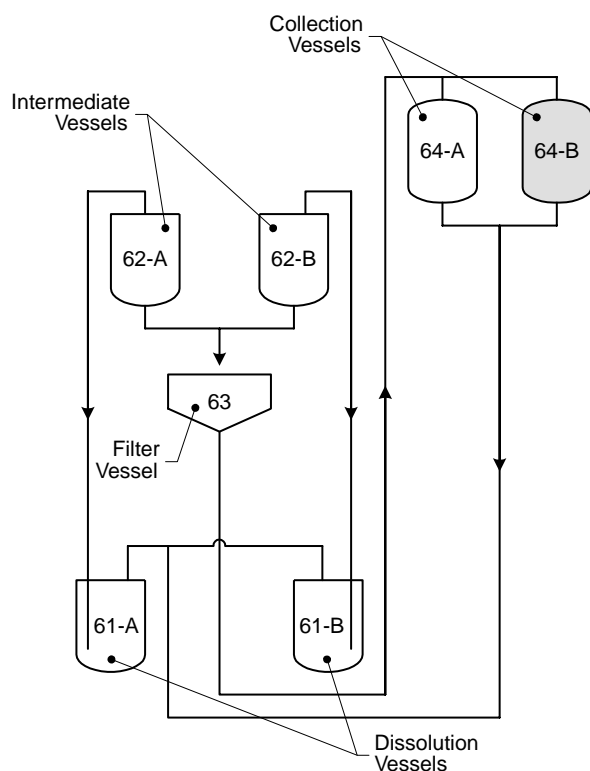 Collection
Vessels
Intermediate
Vessels
64-A
64-B
62-A
62-B
63
Filter
Vessel
61-A
61-B
Dissolution
Vessels